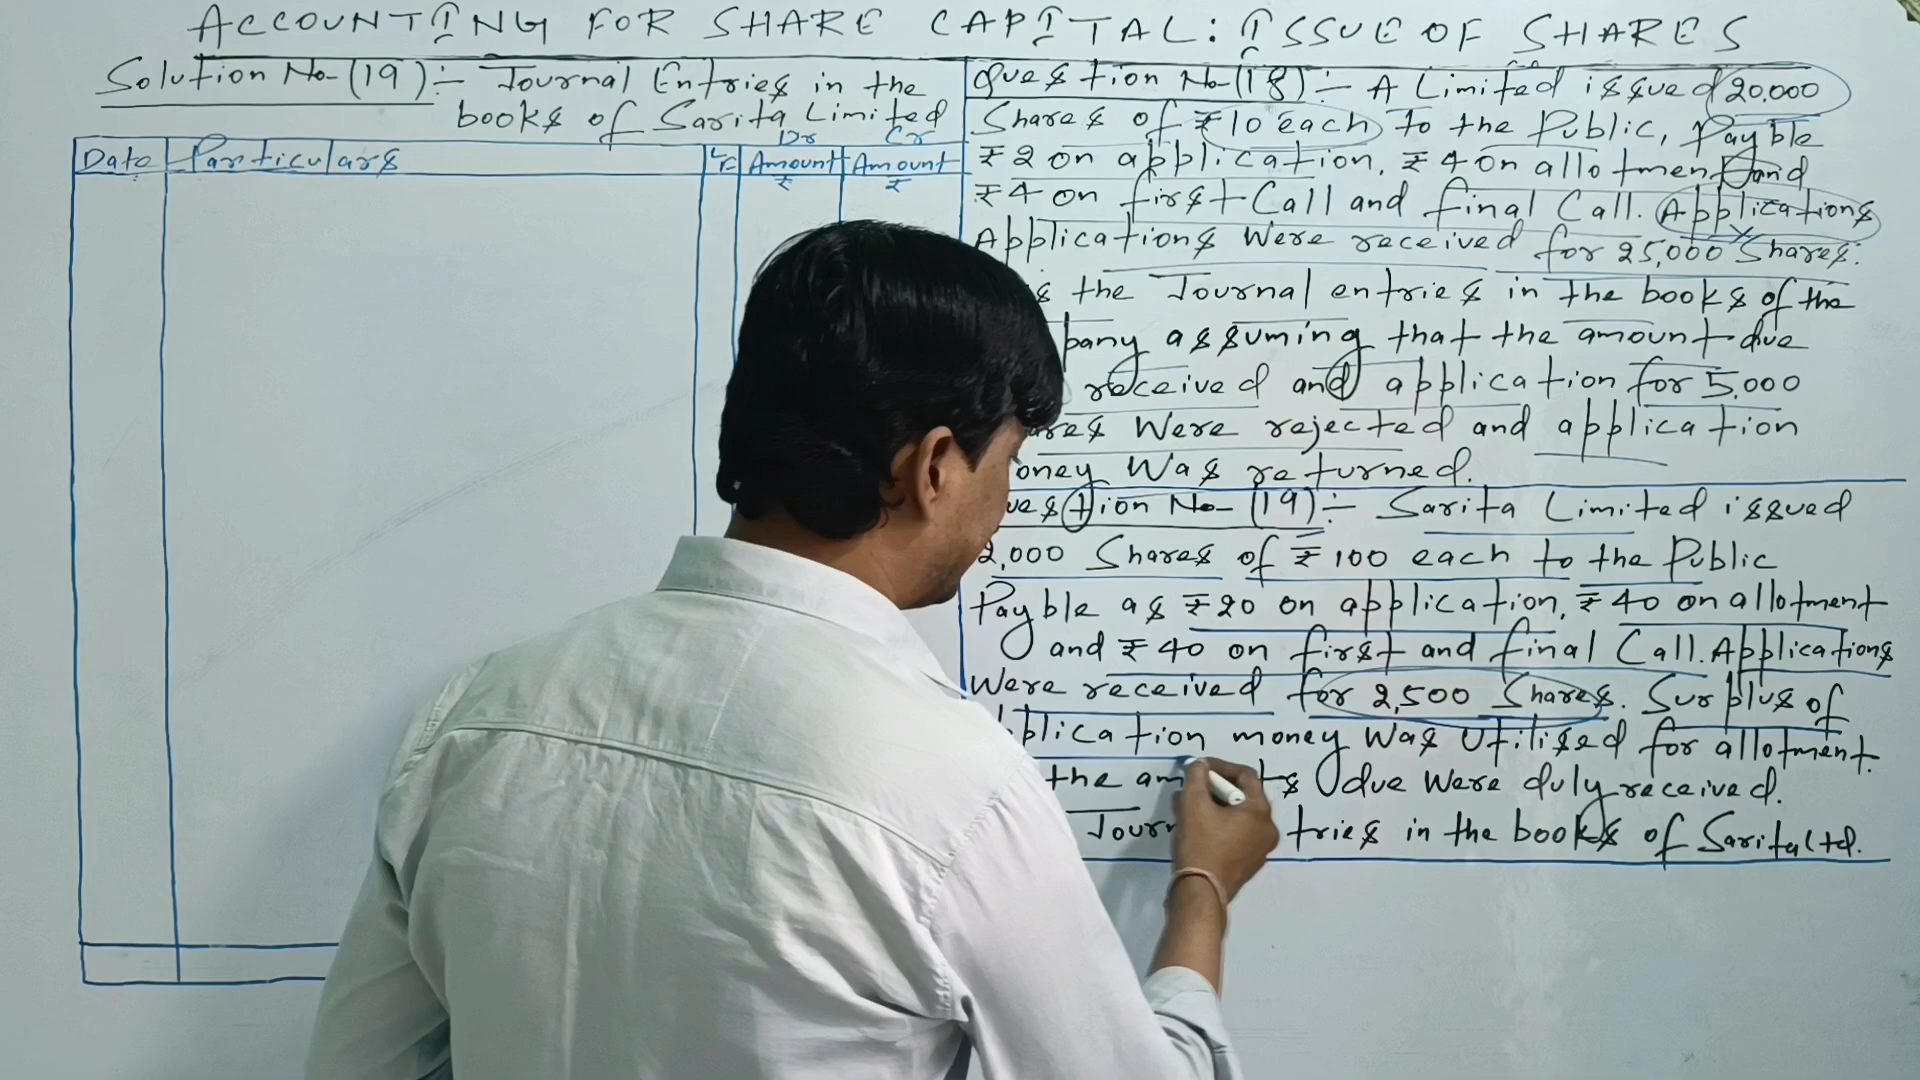 ACCOUNTING FOR SHARE CAPITAL: ISSUE OF SHARES
Solution No-(19):- Journal Entries in the
books of Sarita Limited
Date Particulars LF Dr Amount ₹ Cr Amount ₹
Question No-(18):- A Limited issued 20,000
Shares of ₹10 each to the Public, Payble
₹2 on application, ₹4 on allotment and
₹4 on first Call and final Call. Applications
Applications Were received for 25,000 Shares.
the Journal entries in the books of the
assuming that the amount due
received and application for 5,000
Were rejected and application
Was returned.
No-(19):- Sarita Limited issued
2,000 Shares of ₹100 each to the Public
Payble as ₹20 on application, ₹40 on allotment
and ₹40 on first and final Call. Applications
Were received for 2,500 Shares. Surplus of
money Was Utilised for allotment.
the due Were duly received.
in the books of Sarita Ltd.